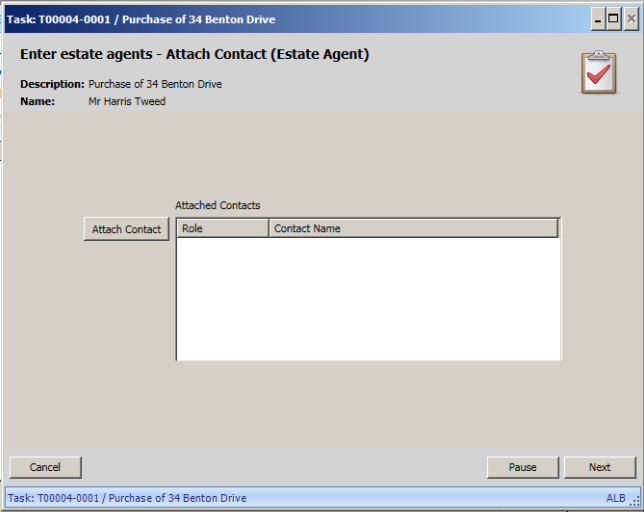 Task: T00004-0001 / Purchase of 34 Benton Drive
Enter estate agents - Attach Contact (Estate Agent)
Description: Purchase of 34 Benton Drive
Name: Mr Harris Tweed
Attached Contacts
Attach Contact
Role Contact Name
Cancel Pause Next
Task: T00004-0001 / Purchase of 34 Benton Drive ALB